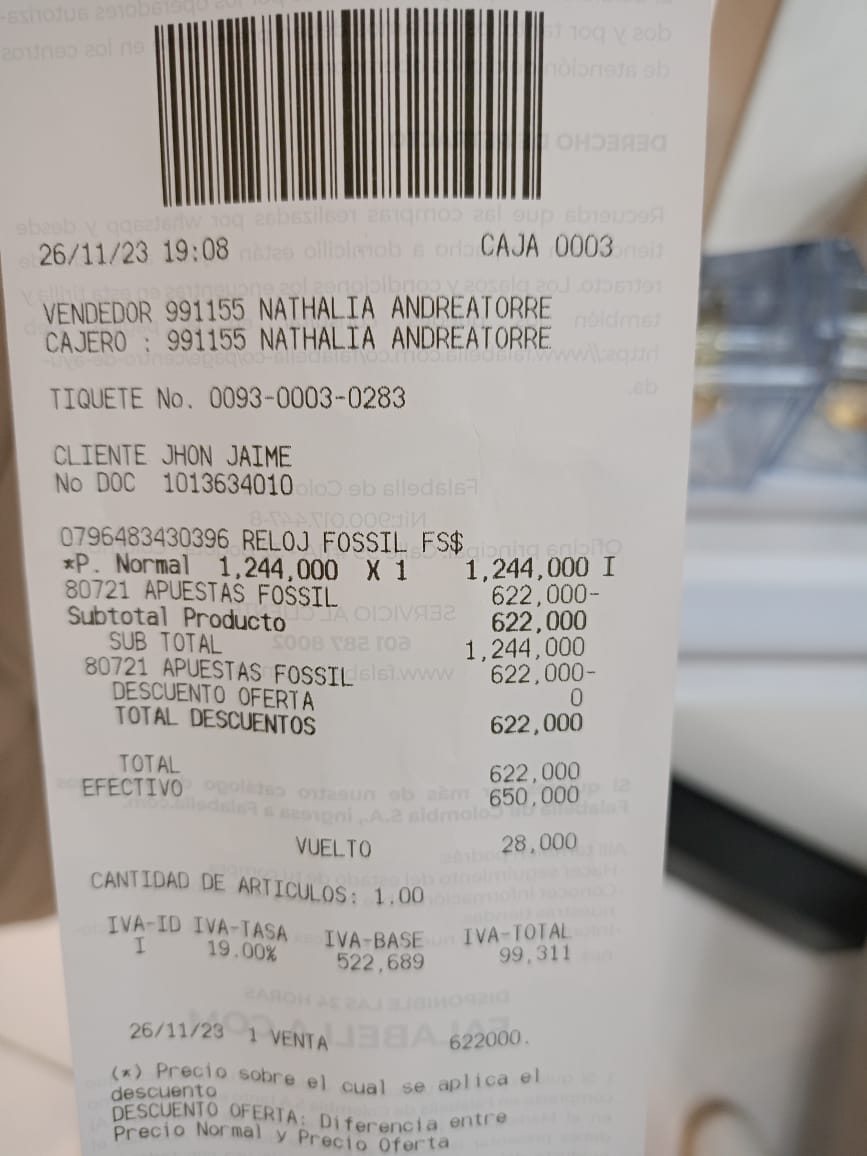 26/11/23 19:08 CAJA 0003
VENDEDOR 991155 NATHALIA ANDREATORRE
CAJERO : 991155 NATHALIA ANDREATORRE
TIQUETE No. 0093-0003-0283
CLIENTE JHON JAIME
No DOC 1013634010
0796483430396 RELOJ FOSSIL FS$
*P. Normal 1,244,000 X 1 1,244,000 I
80721 APUESTAS FOSSIL 622,000-
Subtotal Producto 622,000
SUB TOTAL 1,244,000
80721 APUESTAS FOSSIL 622,000-
DESCUENTO OFERTA 0
TOTAL DESCUENTOS 622,000
TOTAL 622,000
EFECTIVO 650,000
VUELTO 28,000
CANTIDAD DE ARTICULOS: 1.00
IVA-ID IVA-TASA IVA-BASE IVA-TOTAL
I 19.00% 522,689 99,311
26/11/23 1 VENTA 622000.
(*) Precio sobre el cual se aplica el
descuento
DESCUENTO OFERTA: Diferencia entre
Precio Normal y Precio Oferta